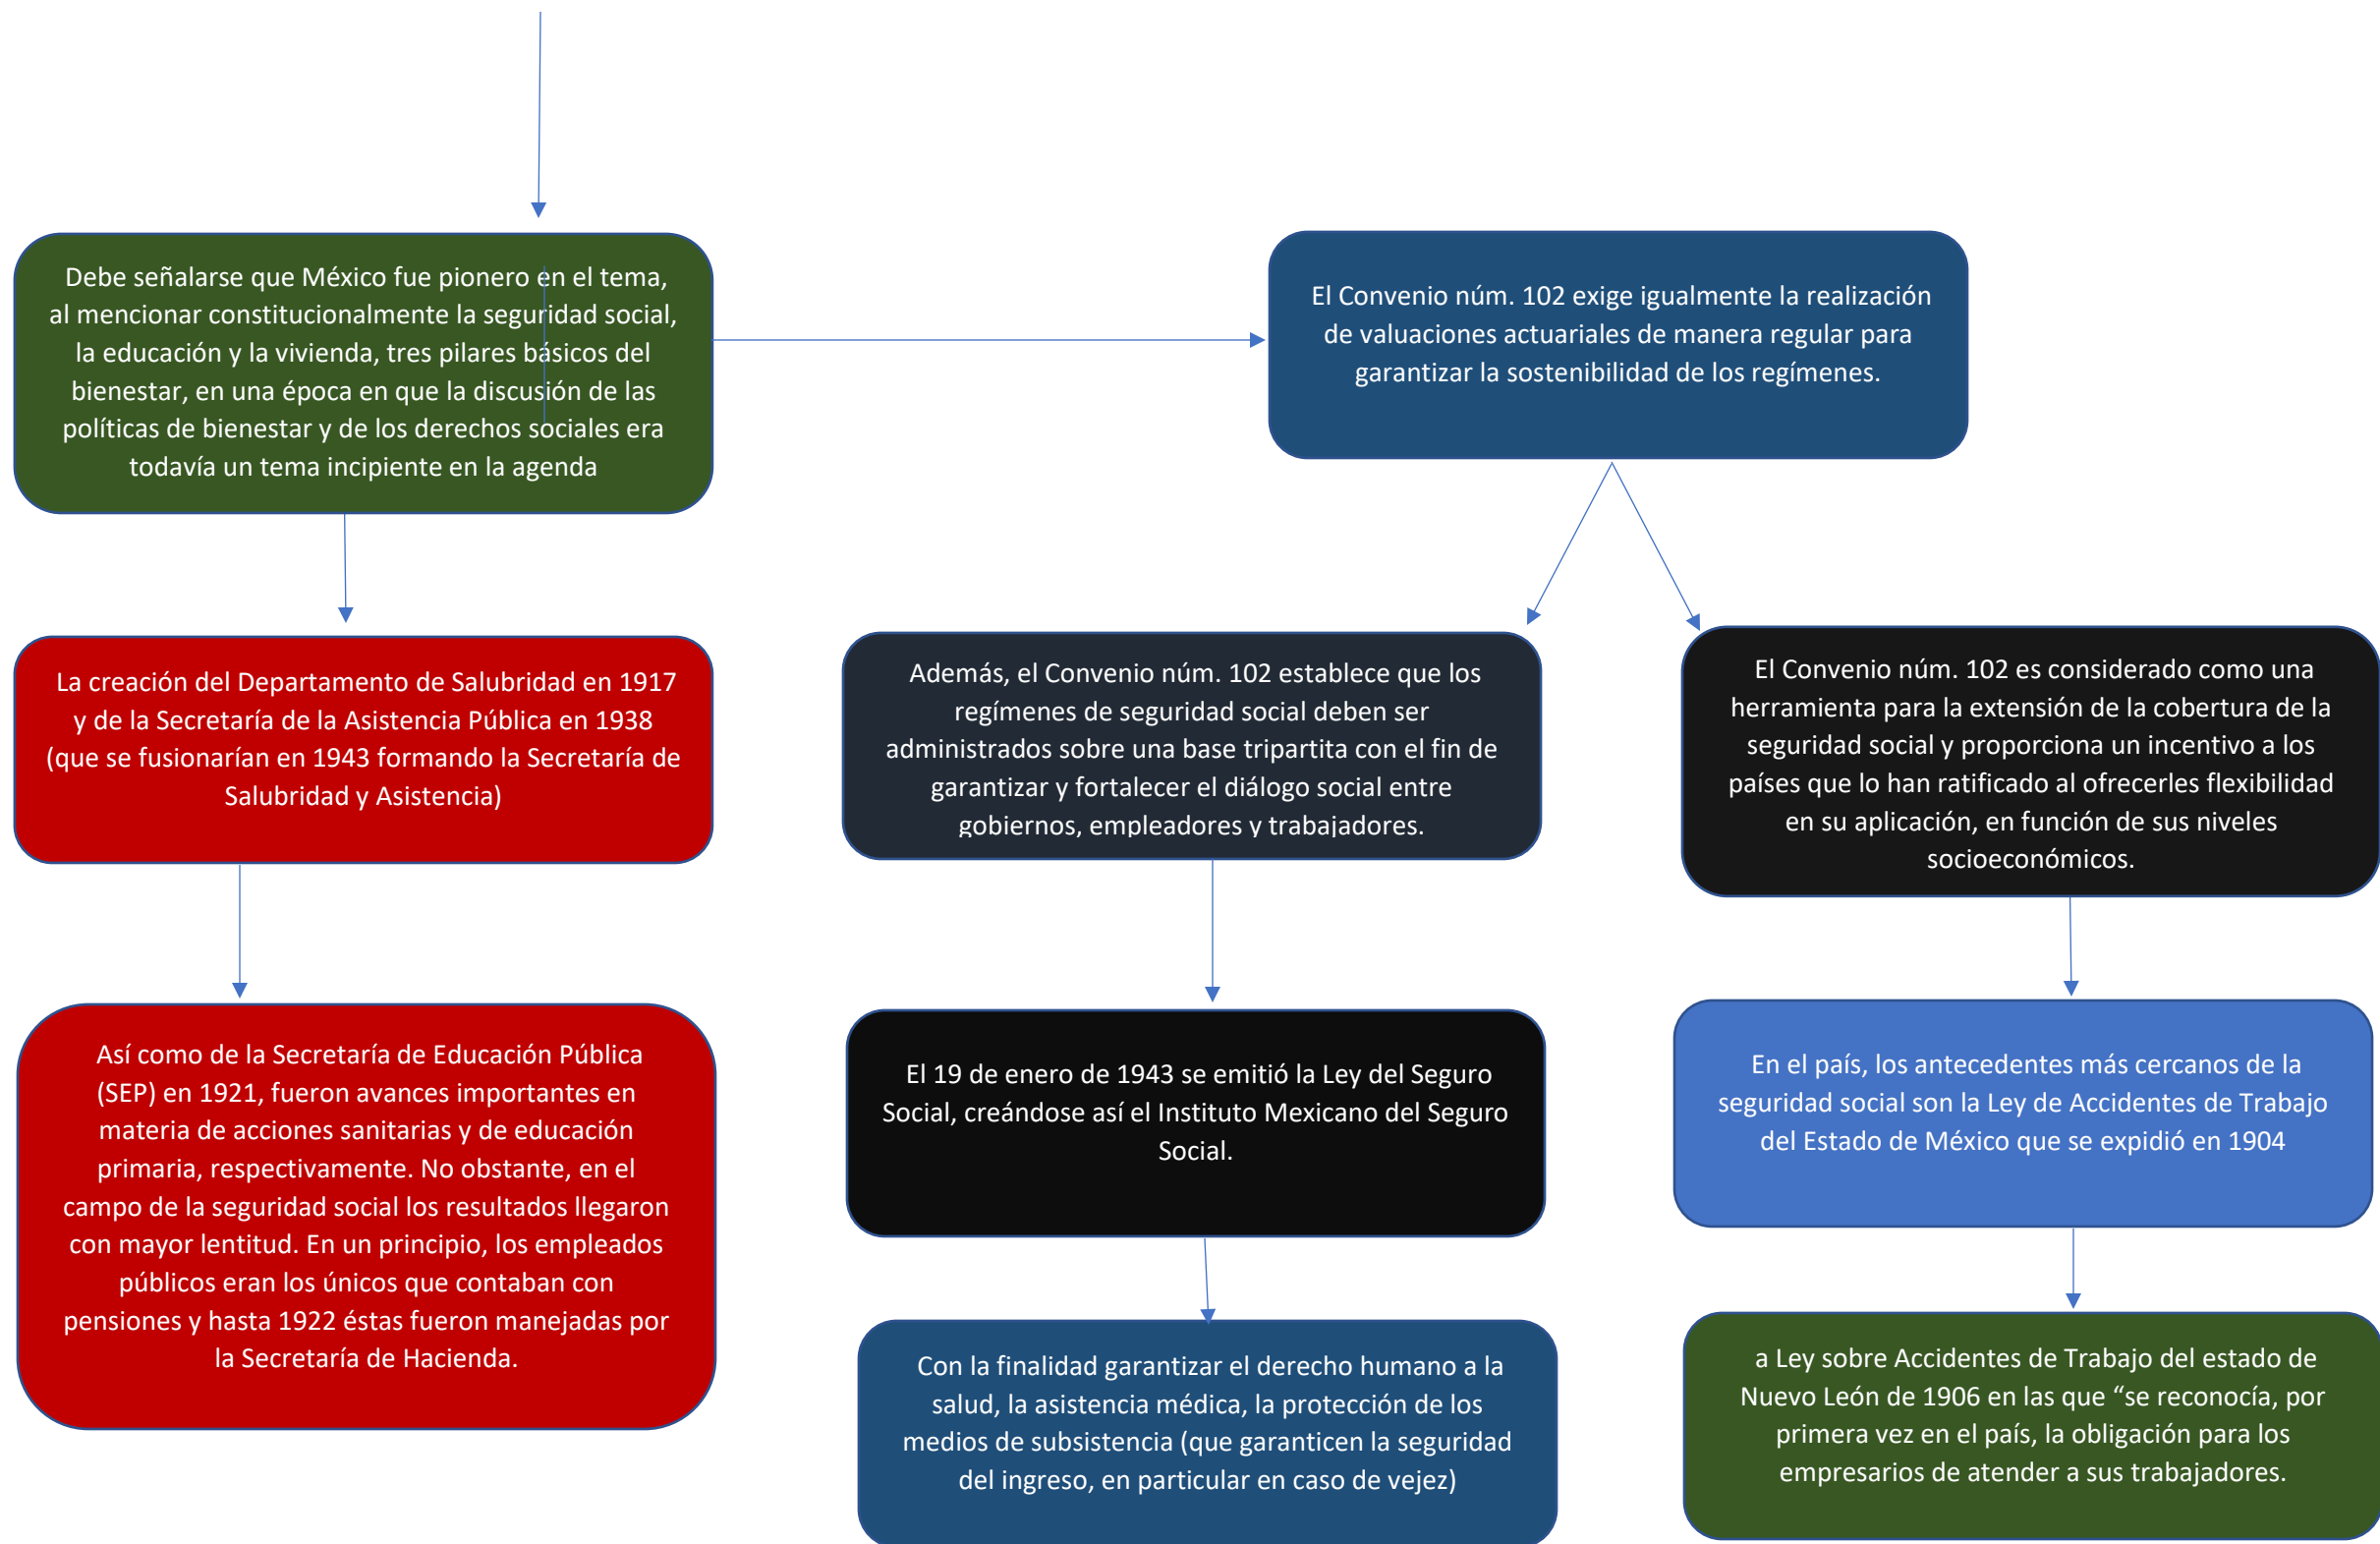 Debe señalarse que México fue pionero en el tema,
al mencionar constitucionalmente la seguridad social,
la educación y la vivienda, tres pilares básicos del
bienestar, en una época en que la discusión de las
políticas de bienestar y de los derechos sociales era
todavía un tema incipiente en la agenda
El Convenio núm. 102 exige igualmente la realización
de valuaciones actuariales de manera regular para
garantizar la sostenibilidad de los regímenes.
La creación del Departamento de Salubridad en 1917
y de la Secretaría de la Asistencia Pública en 1938
(que se fusionarían en 1943 formando la Secretaría de
Salubridad y Asistencia)
Además, el Convenio núm. 102 establece que los
regímenes de seguridad social deben ser
administrados sobre una base tripartita con el fin de
garantizar y fortalecer el diálogo social entre
gobiernos, empleadores y trabajadores.
El Convenio núm. 102 es considerado como una
herramienta para la extensión de la cobertura de la
seguridad social y proporciona un incentivo a los
países que lo han ratificado al ofrecerles flexibilidad
en su aplicación, en función de sus niveles
socioeconómicos.
Así como de la Secretaría de Educación Pública
(SEP) en 1921, fueron avances importantes en
materia de acciones sanitarias y de educación
primaria, respectivamente. No obstante, en el
campo de la seguridad social los resultados llegaron
con mayor lentitud. En un principio, los empleados
públicos eran los únicos que contaban con
pensiones y hasta 1922 éstas fueron manejadas por
la Secretaría de Hacienda.
El 19 de enero de 1943 se emitió la Ley del Seguro
Social, creándose así el Instituto Mexicano del Seguro
Social.
En el país, los antecedentes más cercanos de la
seguridad social son la Ley de Accidentes de Trabajo
del Estado de México que se expidió en 1904
Con la finalidad garantizar el derecho humano a la
salud, la asistencia médica, la protección de los
medios de subsistencia (que garanticen la seguridad
del ingreso, en particular en caso de vejez)
a Ley sobre Accidentes de Trabajo del estado de
Nuevo León de 1906 en las que “se reconocía, por
primera vez en el país, la obligación para los
empresarios de atender a sus trabajadores.